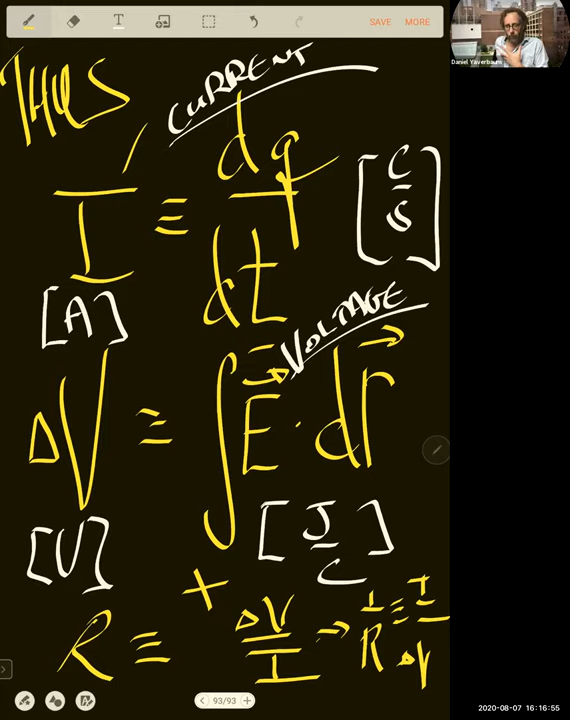 SAVE MORE
Daniel Yaverbaum
THUS
CURRENT
I ≡ dq/dt [C/s]
[A]
VOLTAGE
ΔV ≡ ∫ E⃗ · dr⃗
[V] [J/C]
+
R ≡ ΔV/I ⇒ 1/R ≡ I/ΔV
93/93
2020-08-07 16:16:55